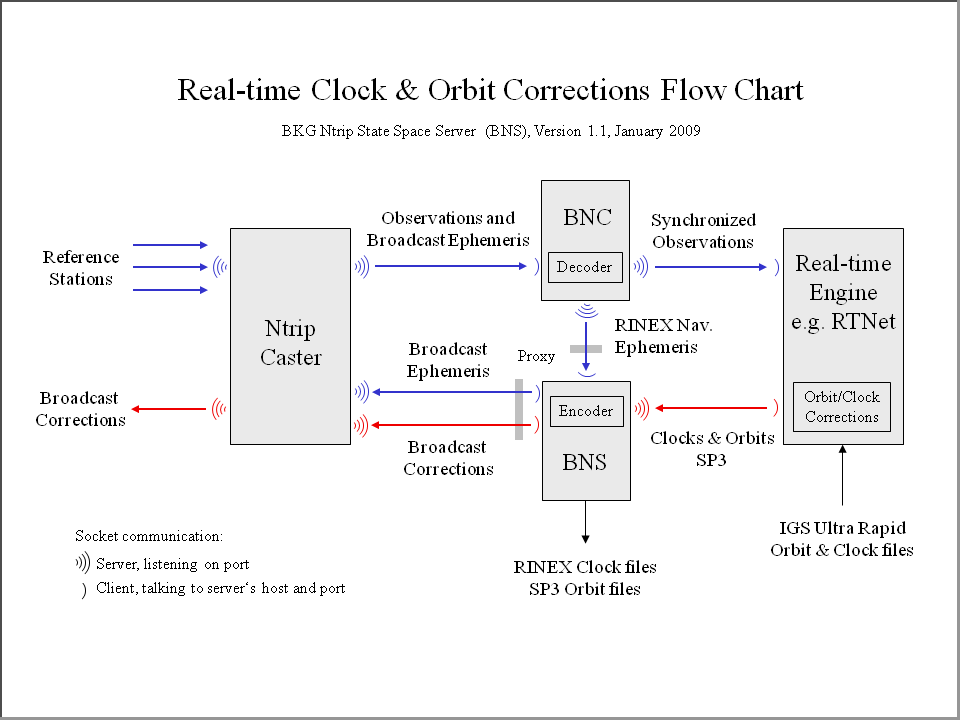 Real-time Clock & Orbit Corrections Flow Chart
BKG Ntrip State Space Server (BNS), Version 1.1, January 2009
Reference
Stations
Ntrip
Caster
Observations and
Broadcast Ephemeris
BNC
Decoder
Synchronized
Observations
Real-time
Engine
e.g. RTNet
RINEX Nav.
Ephemeris
Proxy
Broadcast
Ephemeris
Broadcast
Corrections
Broadcast
Corrections
Encoder
BNS
Clocks & Orbits
SP3
Orbit/Clock
Corrections
IGS Ultra Rapid
Orbit & Clock files
RINEX Clock files
SP3 Orbit files
Socket communication:
Server, listening on port
Client, talking to server‘s host and port